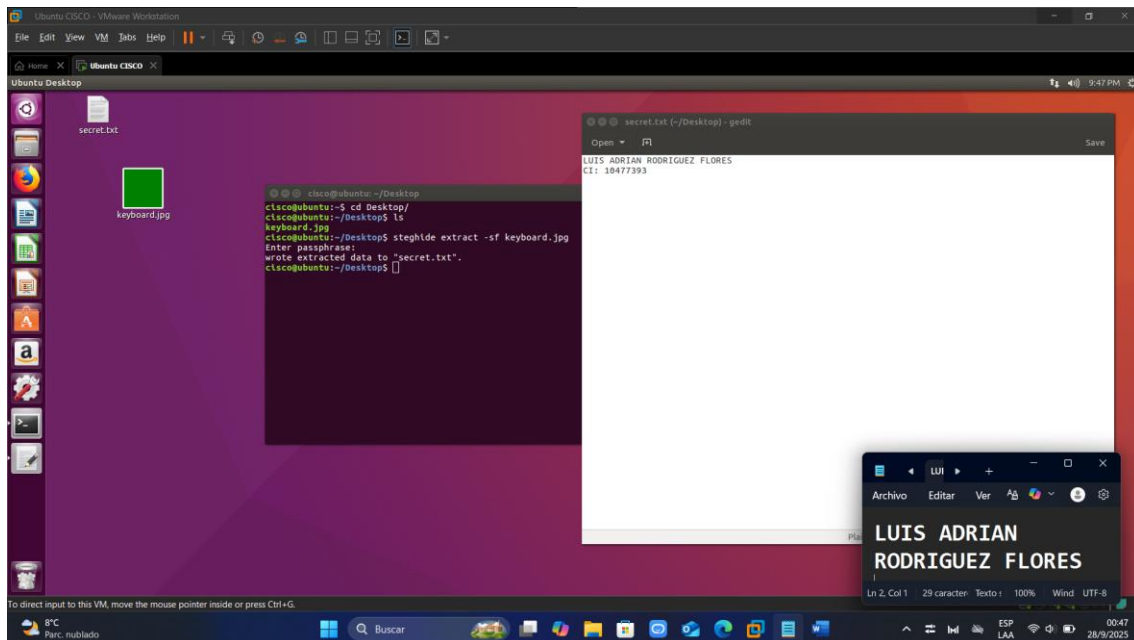 Ubuntu CISCO - VMware Workstation
File Edit View VM Tabs Help
Home
Ubuntu CISCO
Ubuntu Desktop
9:47 PM
secret.txt
keyboard.jpg
cisco@ubuntu: ~/Desktop
cisco@ubuntu:~$ cd Desktop/
cisco@ubuntu:~/Desktop$ ls
keyboard.jpg
cisco@ubuntu:~/Desktop$ steghide extract -sf keyboard.jpg
Enter passphrase:
wrote extracted data to "secret.txt".
cisco@ubuntu:~/Desktop$
secret.txt (~/Desktop) - gedit
Open
Save
LUIS ADRIAN RODRIGUEZ FLORES
CI: 10477393
Pla
LUI
Archivo Editar Ver
LUIS ADRIAN
RODRIGUEZ FLORES
Ln 2, Col 1 29 caracter Texto 100% Wind UTF-8
To direct input to this VM, move the mouse pointer inside or press Ctrl+G.
8°C
Parc. nublado
Buscar
ESP
LAA
00:47
28/9/2025